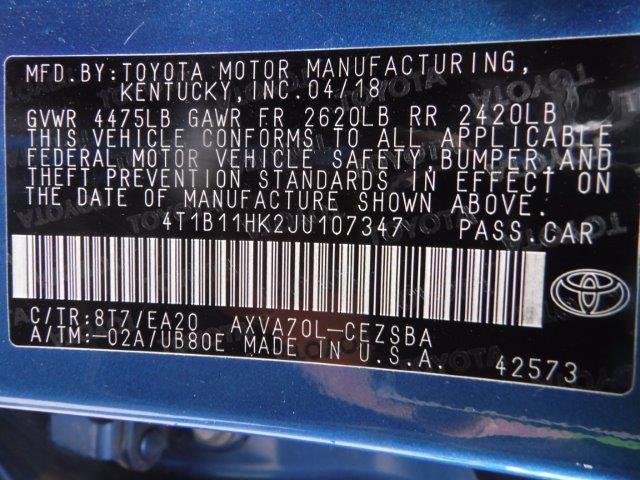 MFD.BY:TOYOTA MOTOR MANUFACTURING,
KENTUCKY,INC.04/18
GVWR 4475LB GAWR FR 2620LB RR 2420LB
THIS VEHICLE CONFORMS TO ALL APPLICABLE
FEDERAL MOTOR VEHICLE SAFETY,BUMPER,AND
THEFT PREVENTION STANDARDS IN EFFECT ON
THE DATE OF MANUFACTURE SHOWN ABOVE.
4T1B11HK2JU107347 PASS.CAR
C/TR:8T7/EA20 AXVA70L-CEZSBA
A/TM:-02A/UB80E MADE IN U.S.A.
42573